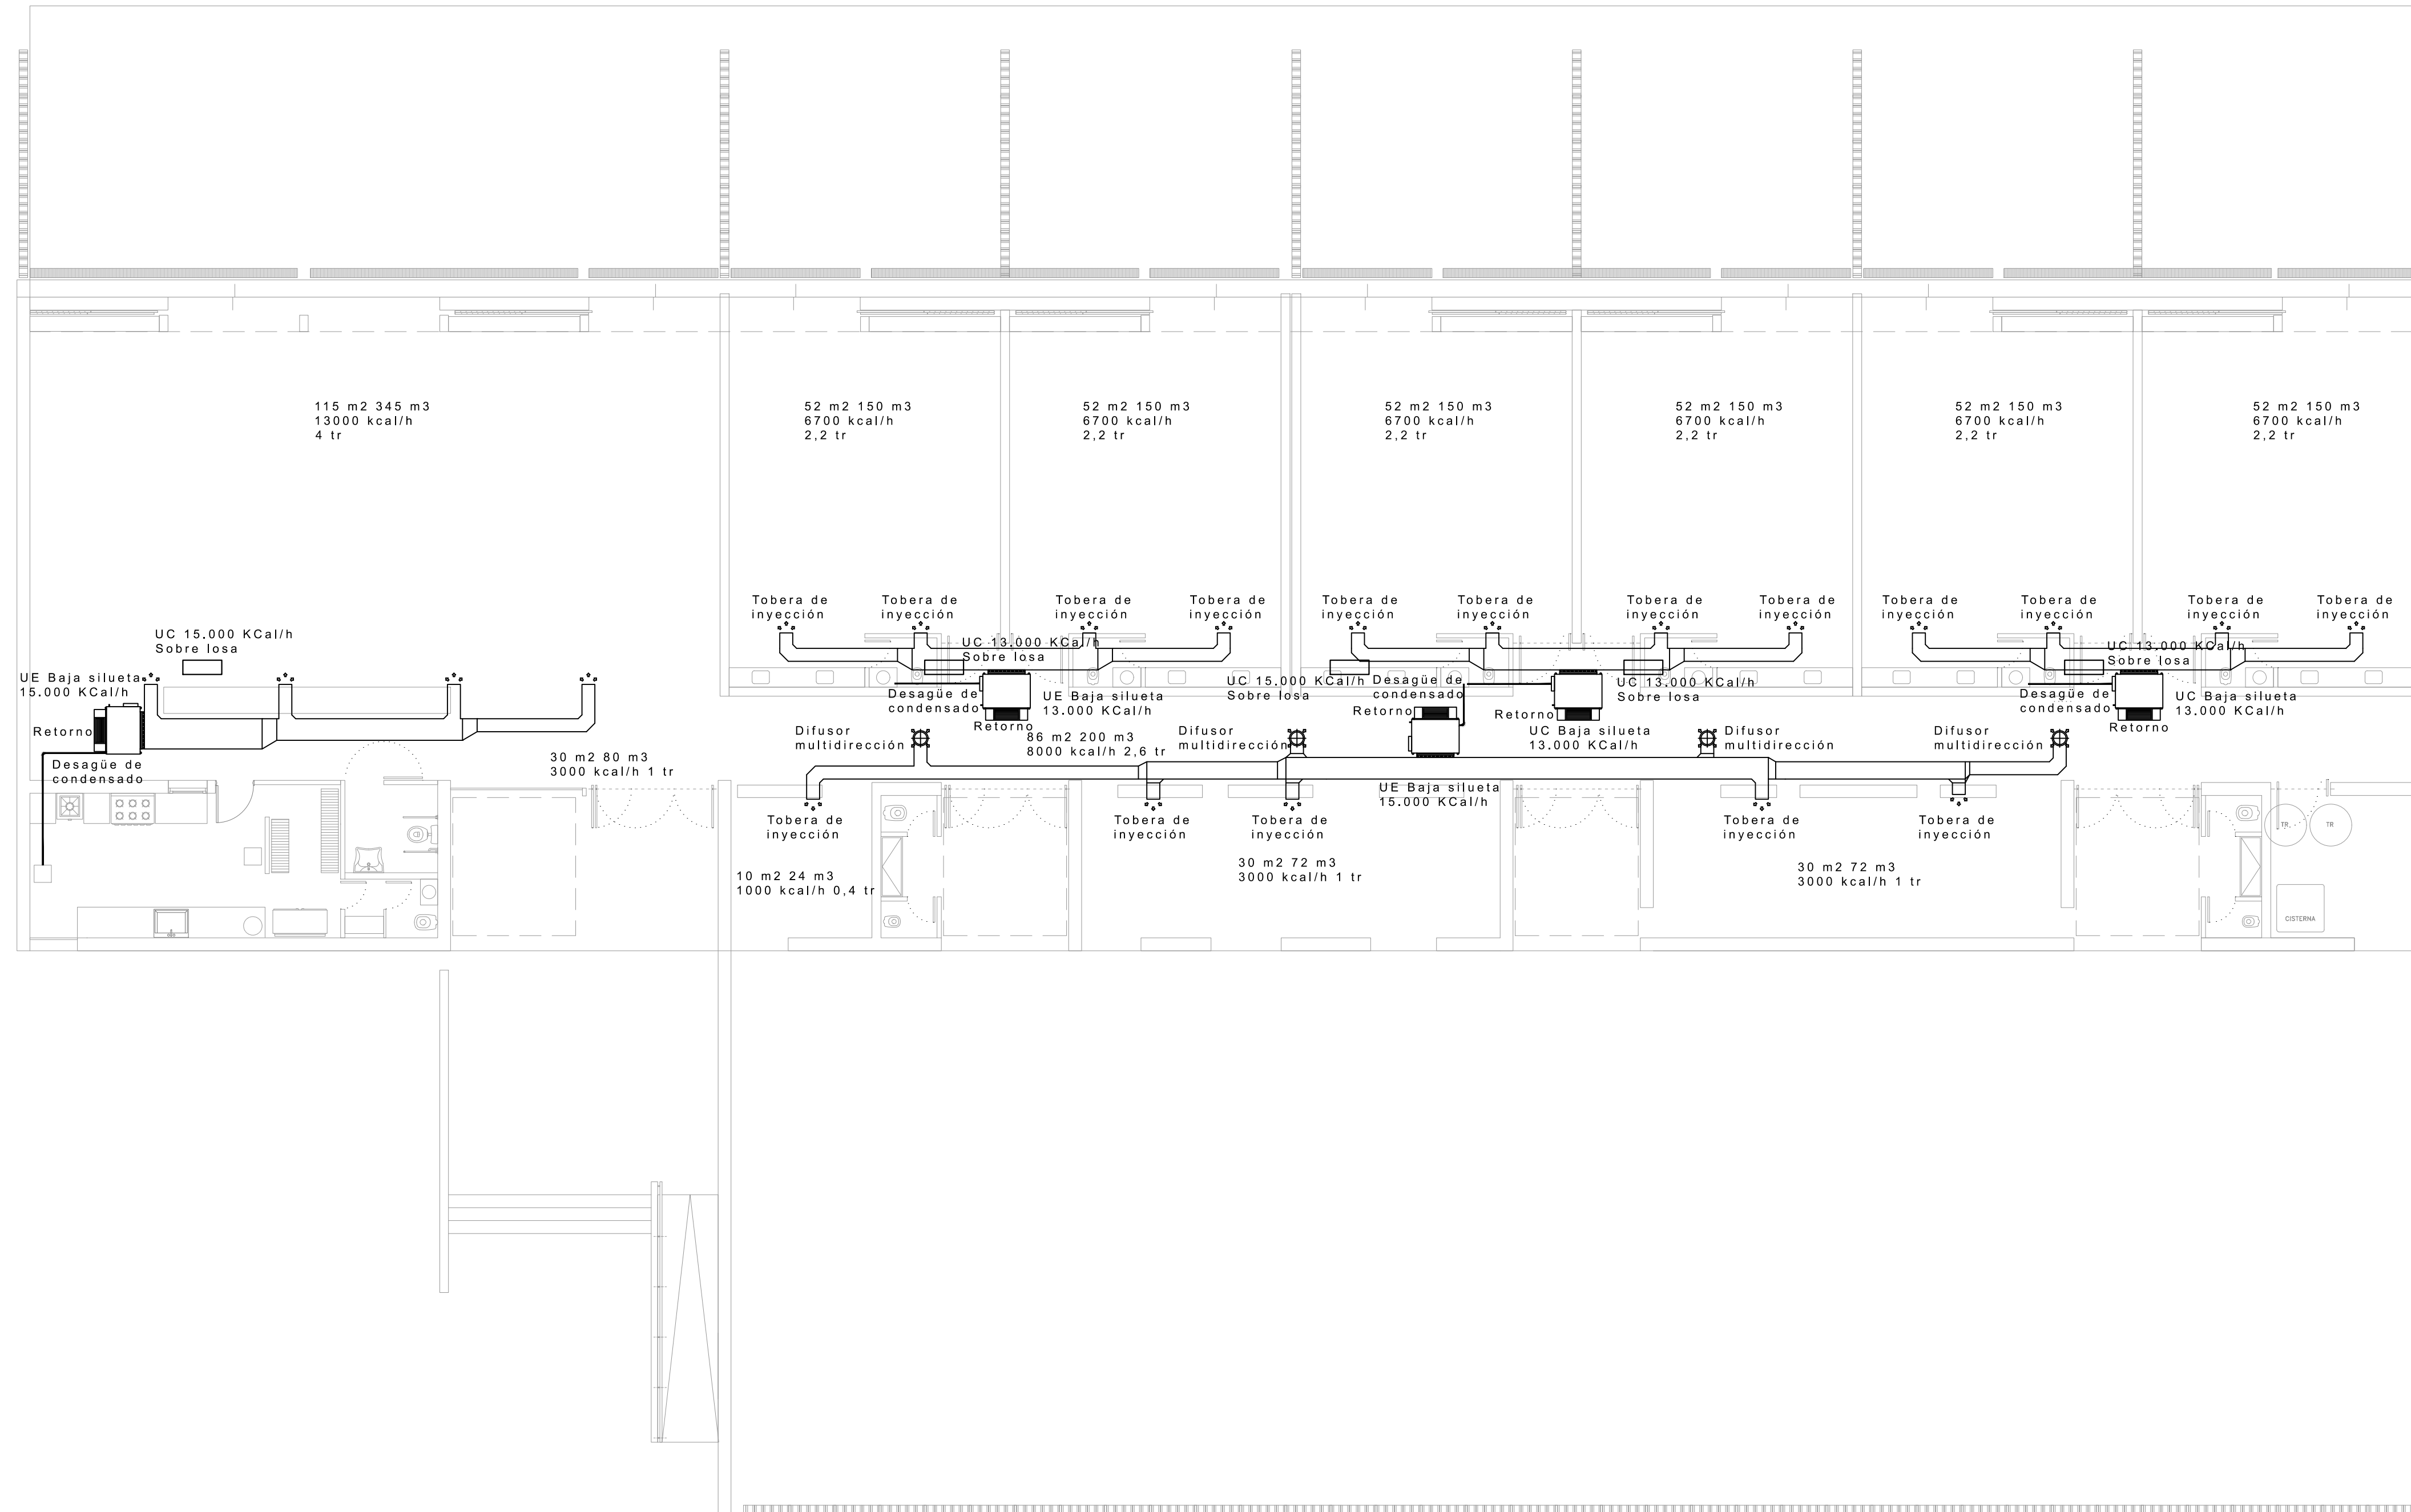 115 m2 345 m3
13000 kcal/h
4 tr
52 m2 150 m3
6700 kcal/h
2,2 tr
52 m2 150 m3
6700 kcal/h
2,2 tr
52 m2 150 m3
6700 kcal/h
2,2 tr
52 m2 150 m3
6700 kcal/h
2,2 tr
52 m2 150 m3
6700 kcal/h
2,2 tr
52 m2 150 m3
6700 kcal/h
2,2 tr
Tobera de
inyección
Tobera de
inyección
Tobera de
inyección
Tobera de
inyección
Tobera de
inyección
Tobera de
inyección
Tobera de
inyección
Tobera de
inyección
Tobera de
inyección
Tobera de
inyección
Tobera de
inyección
Tobera de
inyección
UC 15.000 KCal/h
Sobre losa
UC 13.000 KCal/h
Sobre losa
UC 13.000 KCal/h
Sobre losa
UE Baja silueta
15.000 KCal/h
UC 15.000 KCal/h
Sobre losa
Desagüe de
condensado
UC 13.000 KCal/h
Sobre losa
Desagüe de
condensado
UE Baja silueta
13.000 KCal/h
Desagüe de
condensado
UC Baja silueta
13.000 KCal/h
Retorno
Retorno
Retorno
Retorno
Retorno
Difusor
multidirección
86 m2 200 m3
8000 kcal/h 2,6 tr
Difusor
multidirección
UC Baja silueta
13.000 KCal/h
Difusor
multidirección
Difusor
multidirección
Desagüe de
condensado
30 m2 80 m3
3000 kcal/h 1 tr
UE Baja silueta
15.000 KCal/h
Tobera de
inyección
Tobera de
inyección
Tobera de
inyección
Tobera de
inyección
Tobera de
inyección
TR
TR
10 m2 24 m3
1000 kcal/h 0,4 tr
30 m2 72 m3
3000 kcal/h 1 tr
30 m2 72 m3
3000 kcal/h 1 tr
CISTERNA